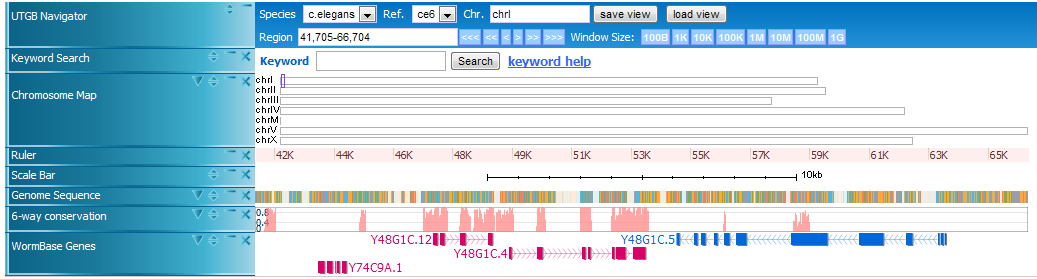 UTGB Navigator Species c.elegans Ref. ce6 Chr. chrI save view load view
Region 41,705-66,704 <<< << < > >> >>> Window Size: 100B 1K 10K 100K 1M 10M 100M 1G
Keyword Search Keyword Search keyword help
Chromosome Map
chrI
chrII
chrIII
chrIV
chrM
chrV
chrX
Ruler 42K 44K 46K 48K 49K 51K 53K 55K 57K 59K 61K 63K 65K
Scale Bar 10kb
Genome Sequence
6-way conservation 0.8
0.4
WormBase Genes Y48G1C.12 Y48G1C.5
Y48G1C.4
Y74C9A.1